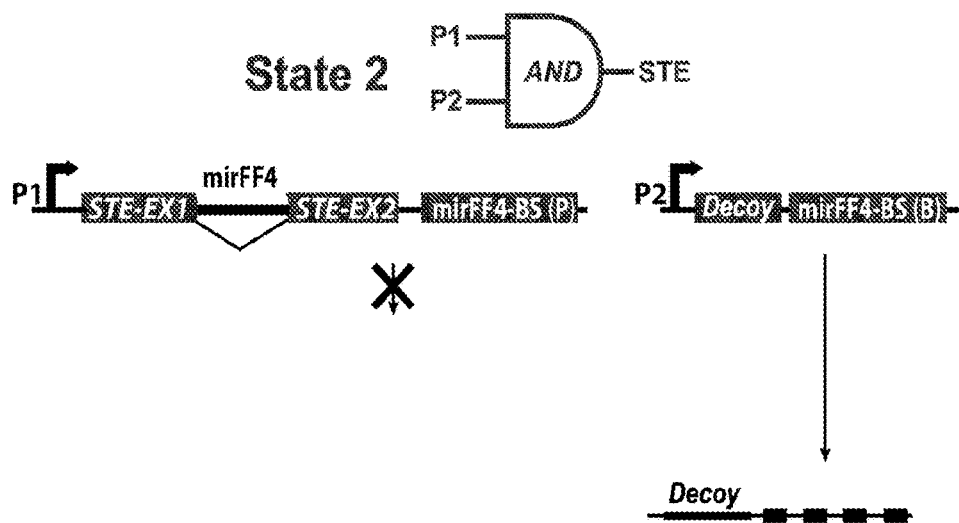 State 2
P1
P2
AND
STE
P1
STE-EX1
mirFF4
STE-EX2
mirFF4-BS (P)
P2
Decoy
mirFF4-BS (B)
Decoy